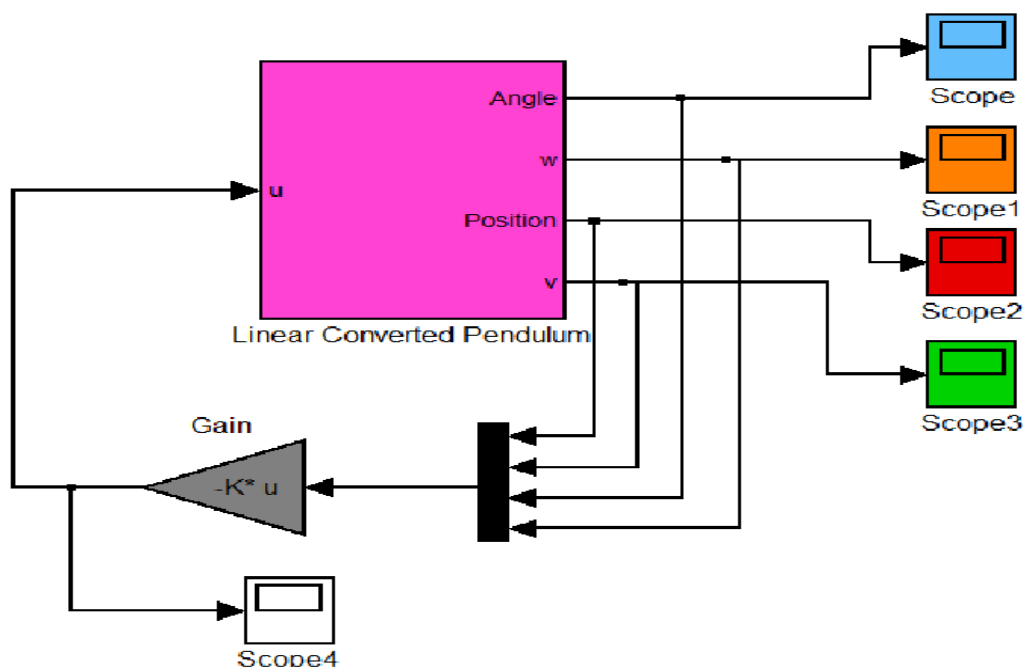 Scope
Angle
w
Scope1
u
Position
Scope2
v
Linear Converted Pendulum
Scope3
Gain
-K* u
Scope4